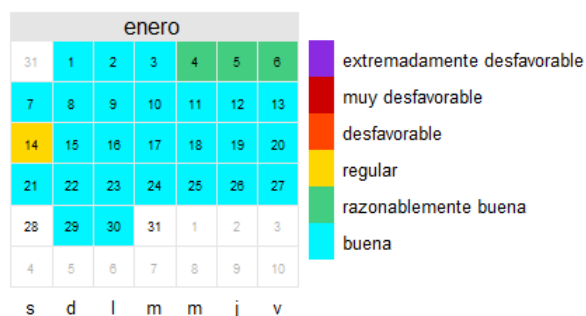 enero
31 1 2 3 4 5 6
7 8 9 10 11 12 13
14 15 16 17 18 19 20
21 22 23 24 25 26 27
28 29 30 31 1 2 3
4 5 6 7 8 9 10
s d l m m j v
extremadamente desfavorable
muy desfavorable
desfavorable
regular
razonablemente buena
buena